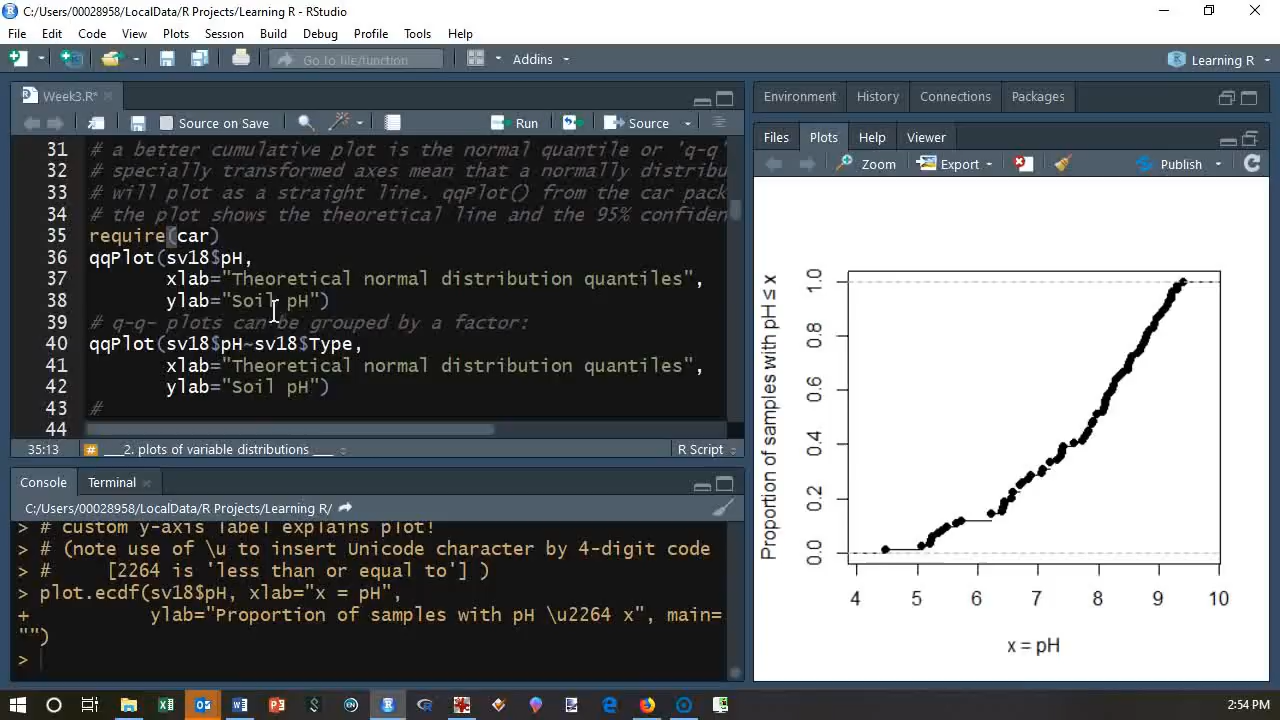 C:/Users/00028958/LocalData/R Projects/Learning R - RStudio
File Edit Code View Plots Session Build Debug Profile Tools Help
Go to file/function Addins Learning R
Week3.R*
Source on Save Run Source
31 # a better cumulative plot is the normal quantile or 'q-q'
32 # specially transformed axes mean that a normally distribu
33 # will plot as a straight line. qqPlot() from the car pack
34 # the plot shows the theoretical line and the 95% confiden
35 require(car)
36 qqPlot(sv18$pH,
37 xlab="Theoretical normal distribution quantiles",
38 ylab="Soil pH")
39 # q-q- plots can be grouped by a factor:
40 qqPlot(sv18$pH~sv18$Type,
41 xlab="Theoretical normal distribution quantiles",
42 ylab="Soil pH")
43 #
44
35:13 # ___2. plots of variable distributions ___ R Script
Console Terminal
C:/Users/00028958/LocalData/R Projects/Learning R/
> # custom y-axis label explains plot!
> # (note use of \u to insert Unicode character by 4-digit code
> # [2264 is 'less than or equal to'] )
> plot.ecdf(sv18$pH, xlab="x = pH",
+ ylab="Proportion of samples with pH \u2264 x", main=
"")
>
Environment History Connections Packages
Files Plots Help Viewer
Zoom Export Publish
Proportion of samples with pH ≤ x
1.0
0.8
0.6
0.4
0.2
0.0
4 5 6 7 8 9 10
x = pH
2:54 PM